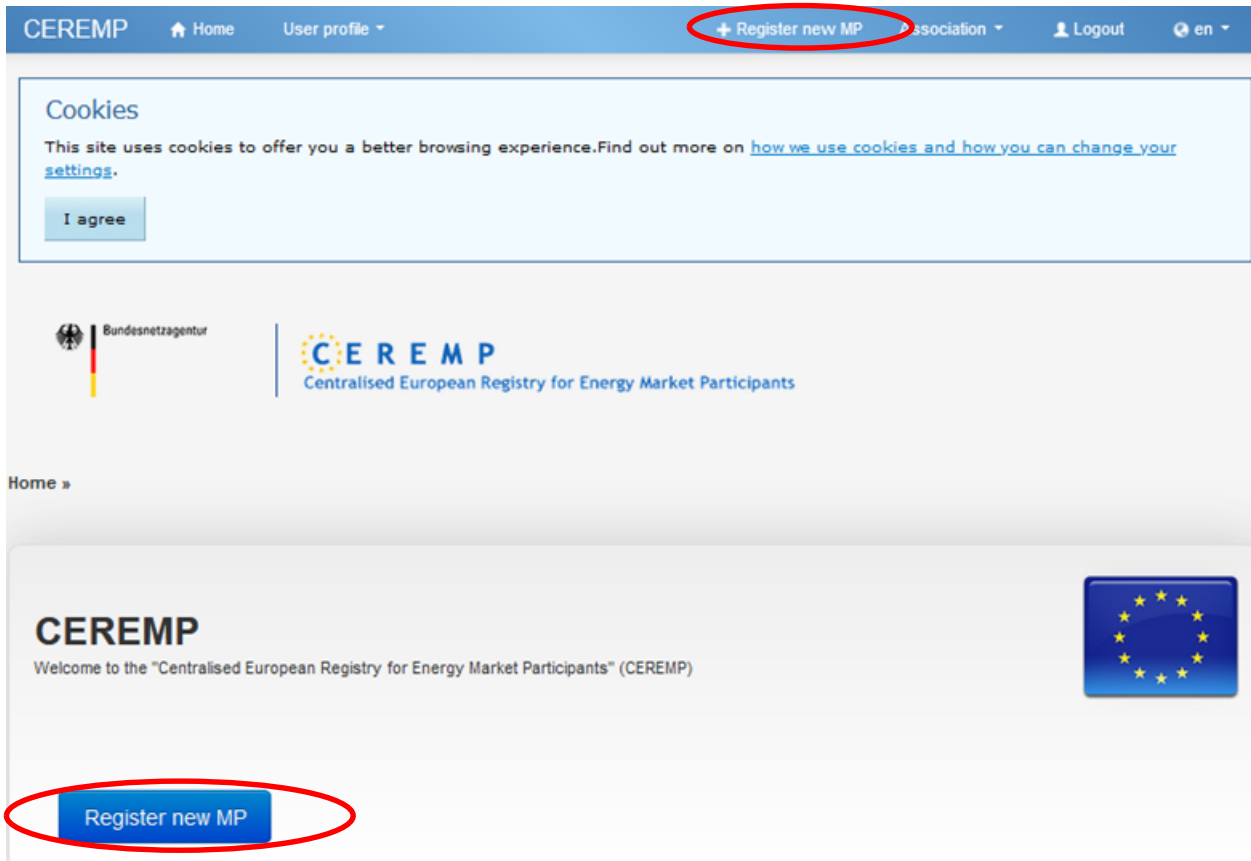 CEREMP Home User profile Register new MP Association Logout en
Cookies
This site uses cookies to offer you a better browsing experience.Find out more on how we use cookies and how you can change your
settings.
I agree
Bundesnetzagentur
CEREMP
Centralised European Registry for Energy Market Participants
Home »
CEREMP
Welcome to the "Centralised European Registry for Energy Market Participants" (CEREMP)
Register new MP